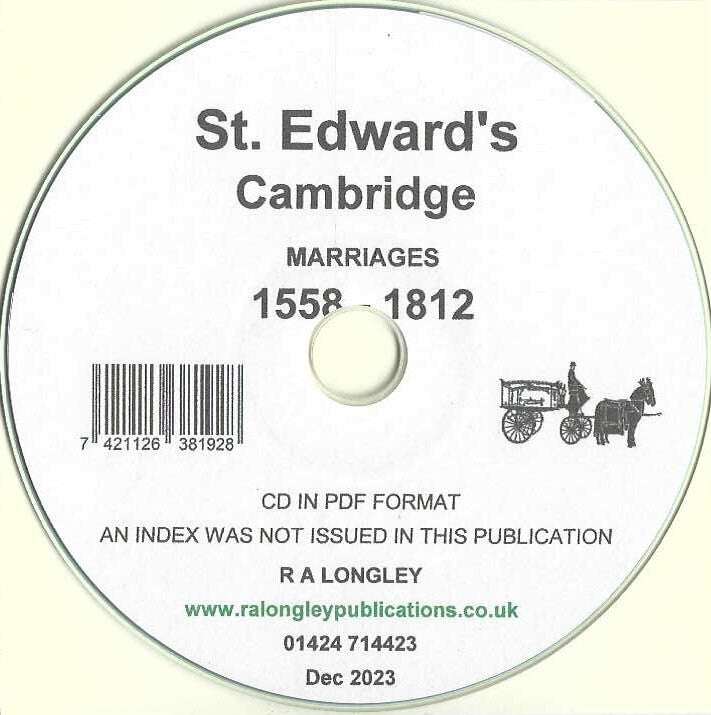 St. Edward's
Cambridge
MARRIAGES
1558 - 1812
7 421126 381928
CD IN PDF FORMAT
AN INDEX WAS NOT ISSUED IN THIS PUBLICATION
R A LONGLEY
www.ralongleypublications.co.uk
01424 714423
Dec 2023